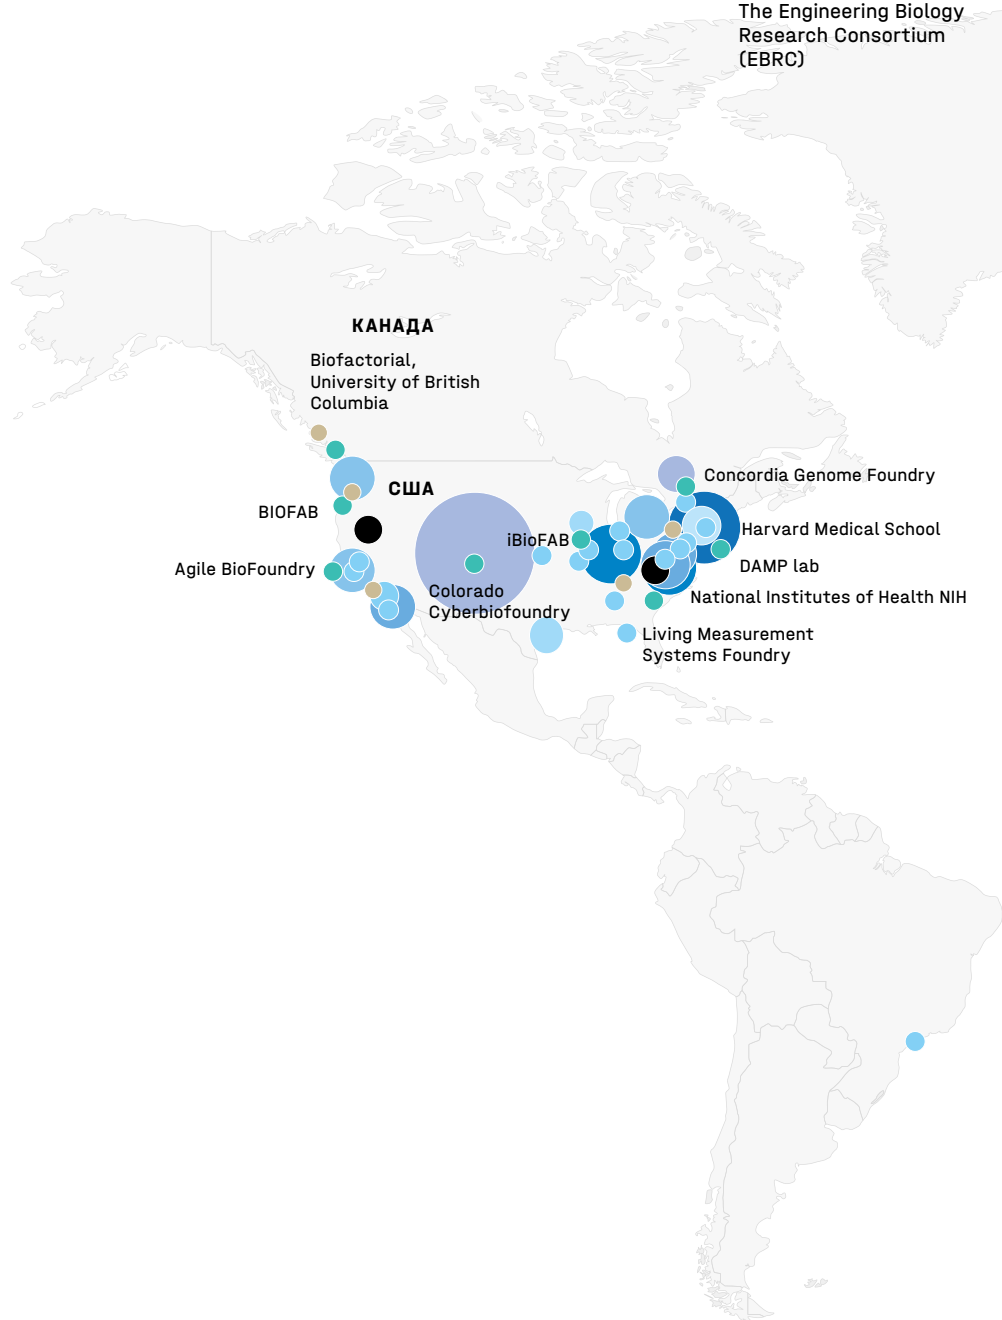 The Engineering Biology
Research Consortium
(EBRC)
КАНАДА
Biofactorial,
University of British
Columbia
Concordia Genome Foundry
США
BIOFAB
Harvard Medical School
iBioFAB
DAMP lab
Agile BioFoundry
Colorado
Cyberbiofoundry
National Institutes of Health NIH
Living Measurement
Systems Foundry